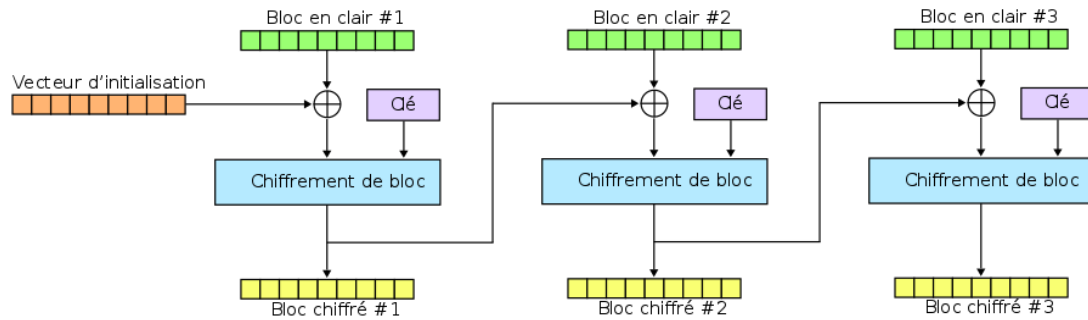 Bloc en clair #1
Bloc en clair #2
Bloc en clair #3
Vecteur d'initialisation
Clé
Clé
Clé
Chiffrement de bloc
Chiffrement de bloc
Chiffrement de bloc
Bloc chiffré #1
Bloc chiffré #2
Bloc chiffré #3